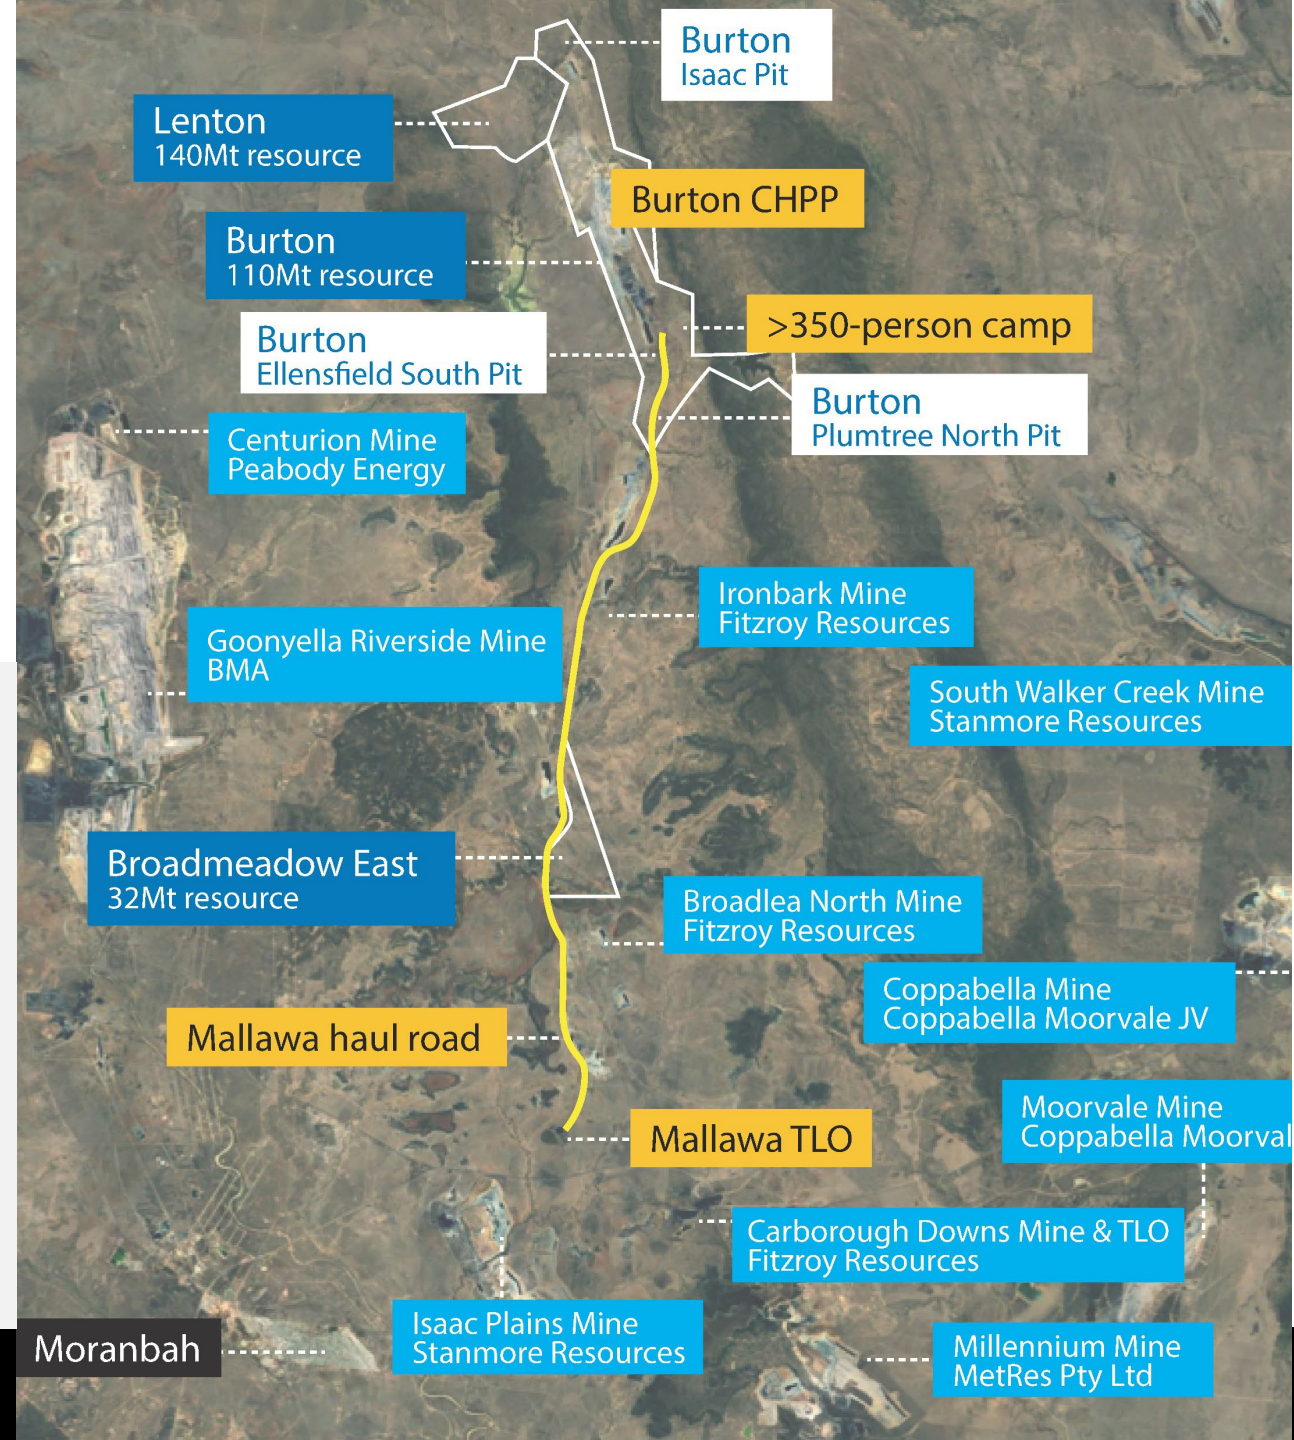 Burton
Isaac Pit
Lenton
140Mt resource
Burton CHPP
Burton
110Mt resource
>350-person camp
Burton
Ellensfield South Pit
Burton
Plumtree North Pit
Centurion Mine
Peabody Energy
Ironbark Mine
Fitzroy Resources
Goonyella Riverside Mine
BMA
South Walker Creek Mine
Stanmore Resources
Broadmeadow East
32Mt resource
Broadlea North Mine
Fitzroy Resources
Coppabella Mine
Coppabella Moorvale JV
Mallawa haul road
Moorvale Mine
Coppabella Moorval
Mallawa TLO
Carborough Downs Mine & TLO
Fitzroy Resources
Isaac Plains Mine
Stanmore Resources
Moranbah
Millennium Mine
MetRes Pty Ltd